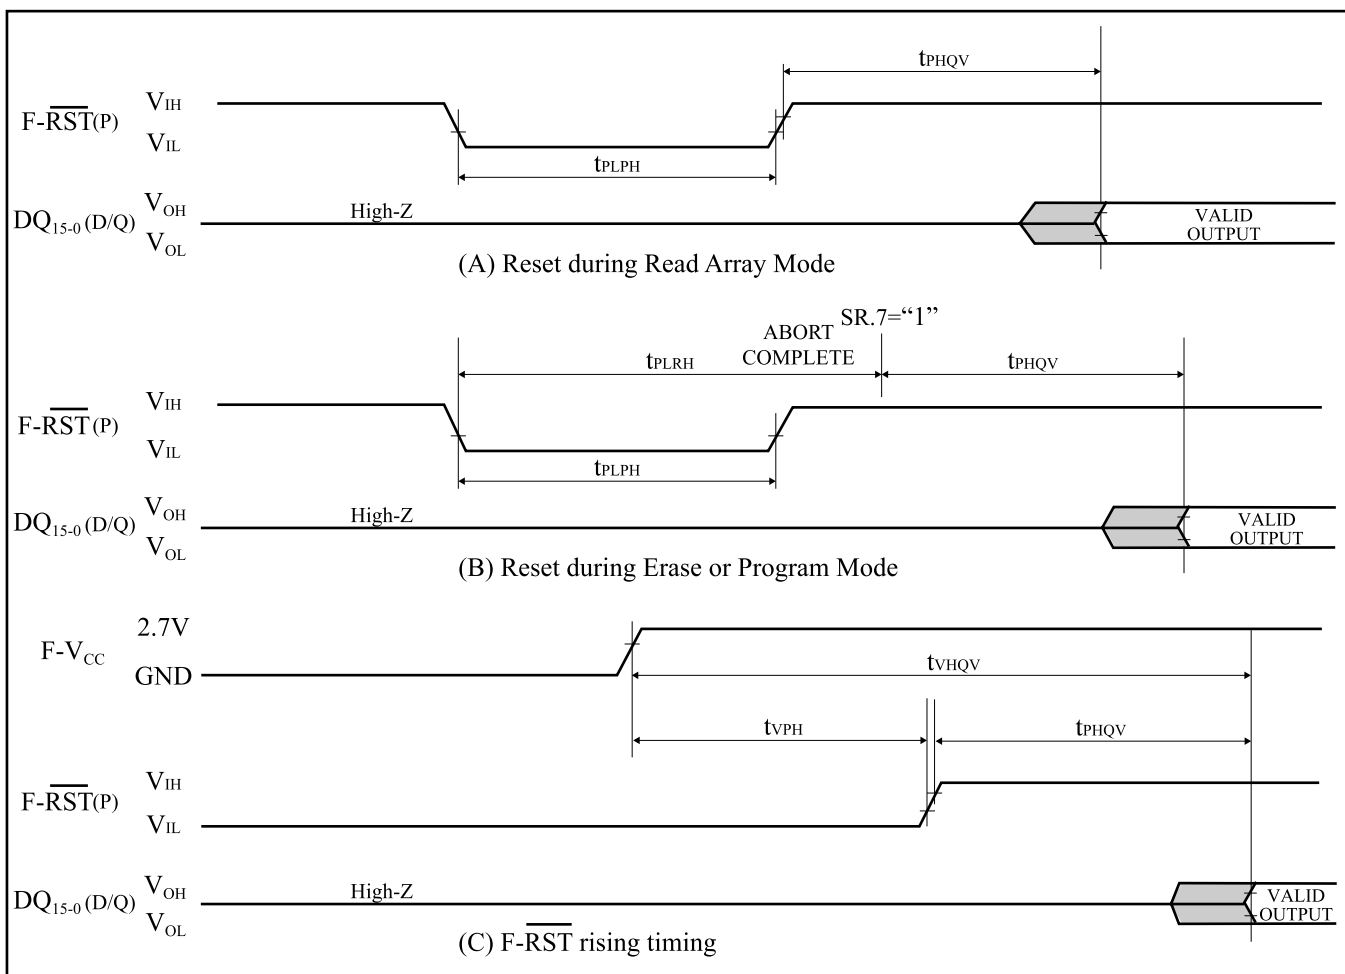 tPHQV
VIH
F-RST(P)
VIL
tPLPH
VOH
High-Z
DQ15-0 (D/Q)
VALID
OUTPUT
VOL
(A) Reset during Read Array Mode
SR.7=“1”
ABORT
COMPLETE
tPLRH
tPHQV
VIH
F-RST(P)
VIL
tPLPH
VOH
High-Z
DQ15-0 (D/Q)
VALID
OUTPUT
VOL
(B) Reset during Erase or Program Mode
2.7V
F-VCC
GND
tVHQV
tVPH
tPHQV
VIH
F-RST(P)
VIL
VOH
High-Z
DQ15-0 (D/Q)
VALID
OUTPUT
VOL
(C) F-RST rising timing